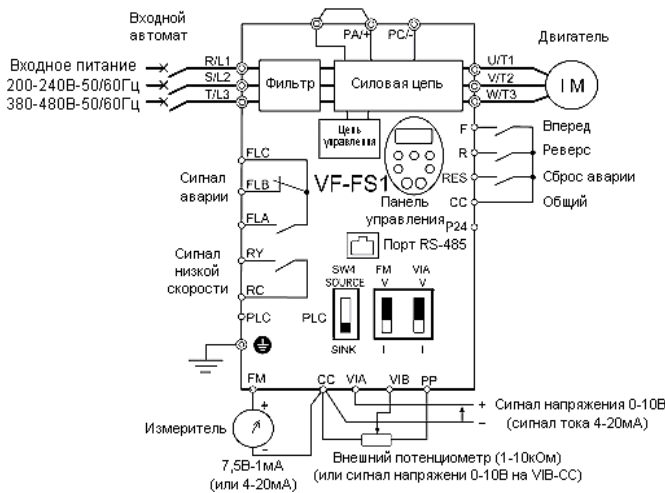 Входной
автомат
PA/+
PC/-
Двигатель
Входное питание
200-240В-50/60Гц
380-480В-50/60Гц
R/L1
S/L2
T/L3
Фильтр
Силовая цепь
U/T1
V/T2
W/T3
I M
Цепь
управления
F
R
RES
CC
P24
Вперед
Реверс
Сброс аварии
Общий
FLC
FLB
FLA
Сигнал
аварии
VF-FS1
Панель
управления
Порт RS-485
Сигнал
низкой
скорости
RY
RC
PLC
SW4
SOURCE
PLC
SINK
FM
V
I
VIA
V
I
FM
CC
VIA
VIB
PP
+
−
Измеритель
7,5В-1мА
(или 4-20мА)
+ Сигнал напряжения 0-10В
− (сигнал тока 4-20мА)
Внешний потенциометр (1-10кОм)
(или сигнал напряжени 0-10В на VIB-CC)